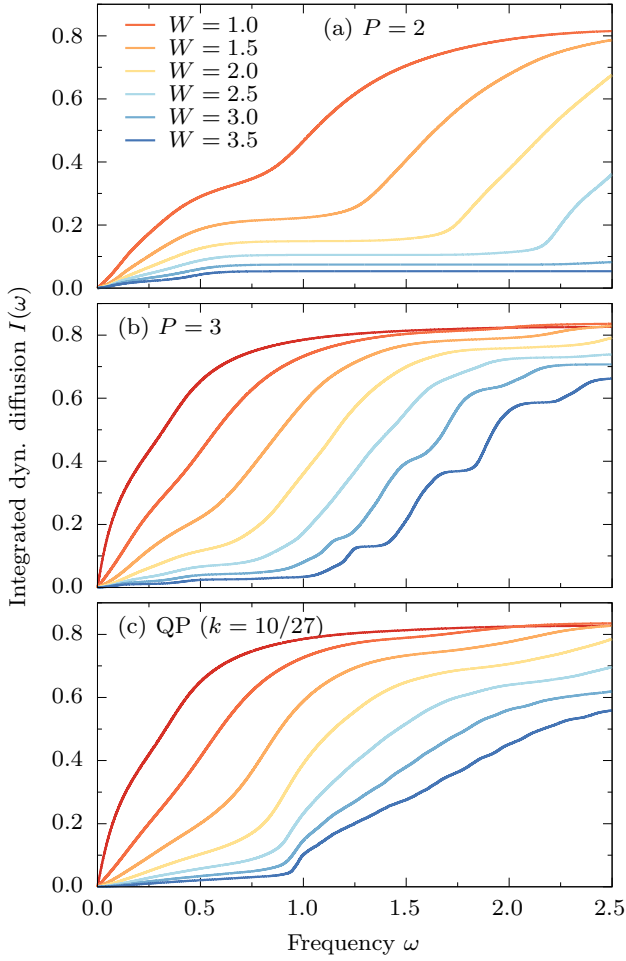 (a) P = 2
W = 1.0
W = 1.5
W = 2.0
W = 2.5
W = 3.0
W = 3.5
0.8
0.6
0.4
0.2
0.0
(b) P = 3
0.8
0.6
0.4
0.2
0.0
(c) QP (k = 10/27)
0.8
0.6
0.4
0.2
0.0
0.0 0.5 1.0 1.5 2.0 2.5
Frequency ω
Integrated dyn. diffusion I(ω)